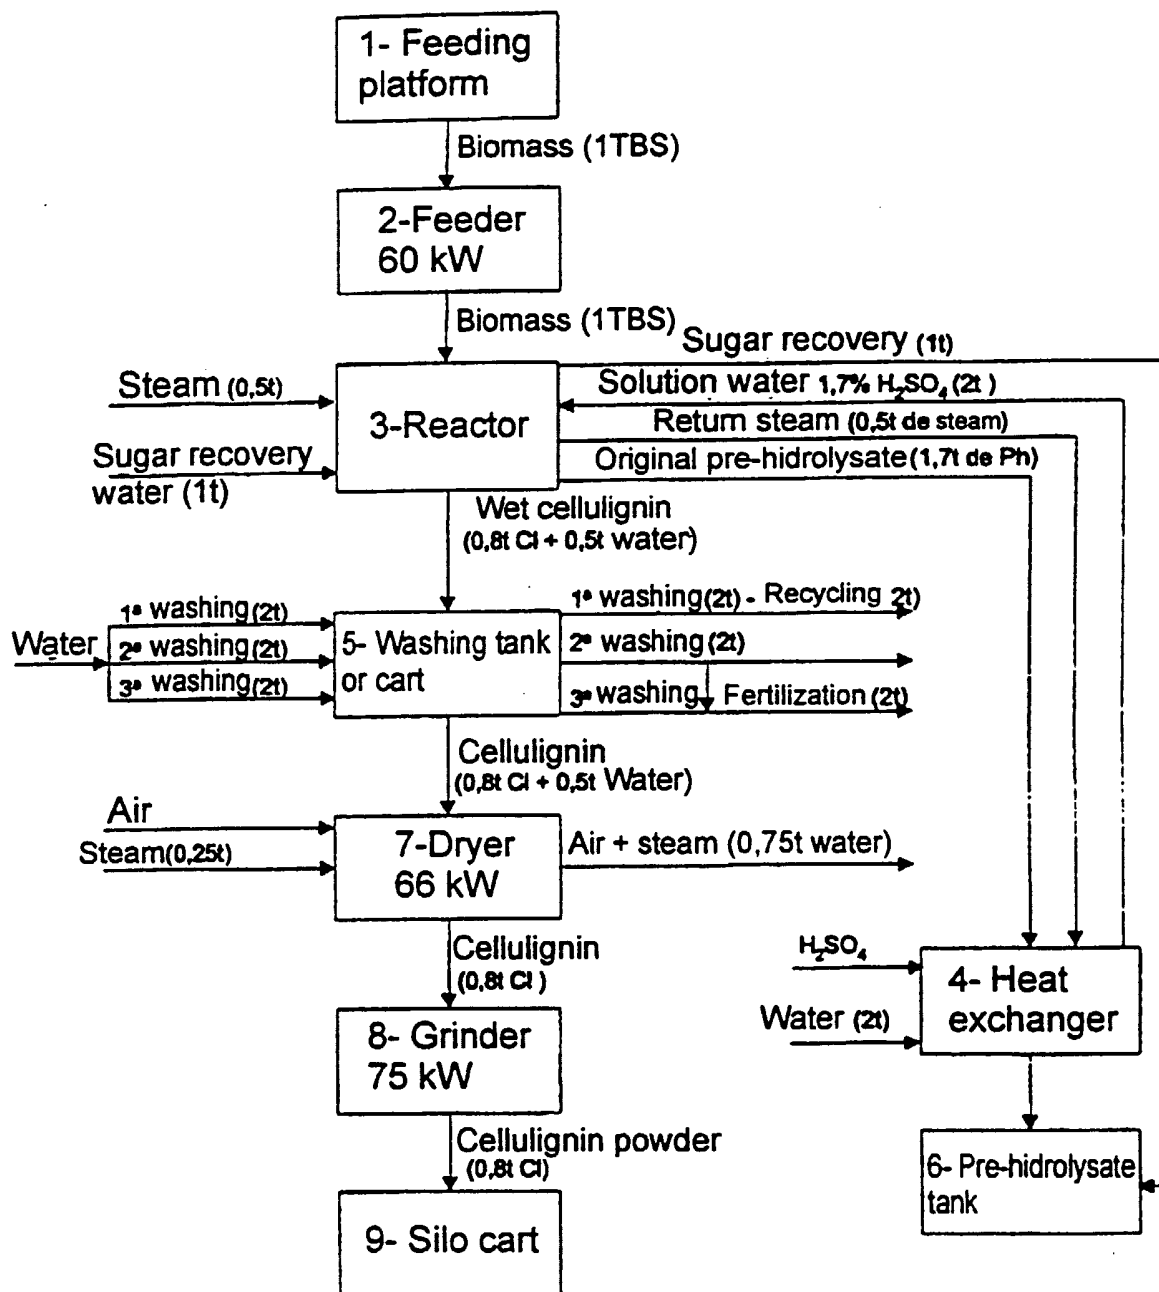 1- Feeding
platform
Biomass (1TBS)
2-Feeder
60 kW
Biomass (1TBS)
Sugar recovery (1t)
Steam (0,5t)
Solution water 1,7% H₂SO₄ (2t )
3-Reactor
Return steam (0,5t de steam)
Sugar recovery
water (1t)
Original pre-hidrolysate (1,7t de Ph)
Wet cellulignin
(0,8t Cl + 0,5t water)
Water
1ª washing (2t)
2ª washing (2t)
3ª washing (2t)
5- Washing tank
or cart
1ª washing (2t) - Recycling 2t)
2ª washing (2t)
3ª washing
Fertilization (2t)
Cellulignin
(0,8t Cl + 0,5t Water)
Air
Steam(0,25t)
7-Dryer
66 kW
Air + steam (0,75t water)
Cellulignin
(0,8t Cl )
H₂SO₄
Water (2t)
4- Heat
exchanger
8- Grinder
75 kW
Cellulignin powder
(0,8t Cl)
6- Pre-hidrolysate
tank
9- Silo cart